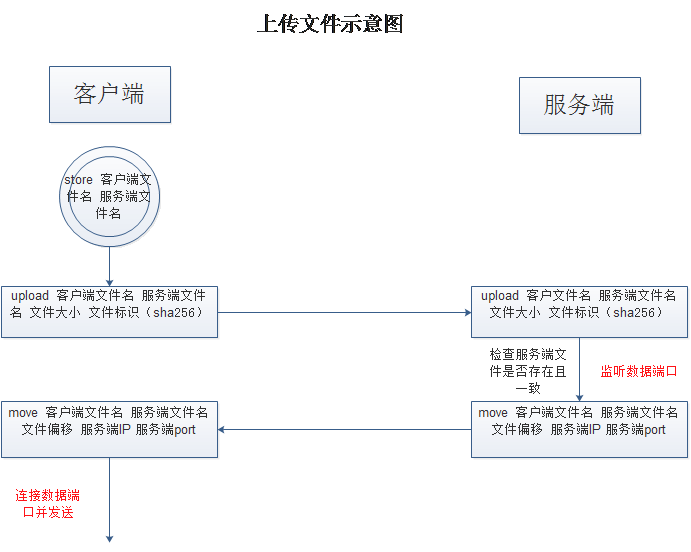 上传文件示意图
客户端
服务端
store 客户端文
件名 服务端文
件名
upload 客户端文件名 服务端文件
名 文件大小 文件标识（sha256）
upload 客户文件名 服务端文件名
文件大小 文件标识（sha256）
检查服务端文
件是否存在且
一致
监听数据端口
move 客户端文件名 服务端文件名
文件偏移 服务端IP 服务端port
move 客户端文件名 服务端文件名
文件偏移 服务端IP 服务端port
连接数据端
口并发送